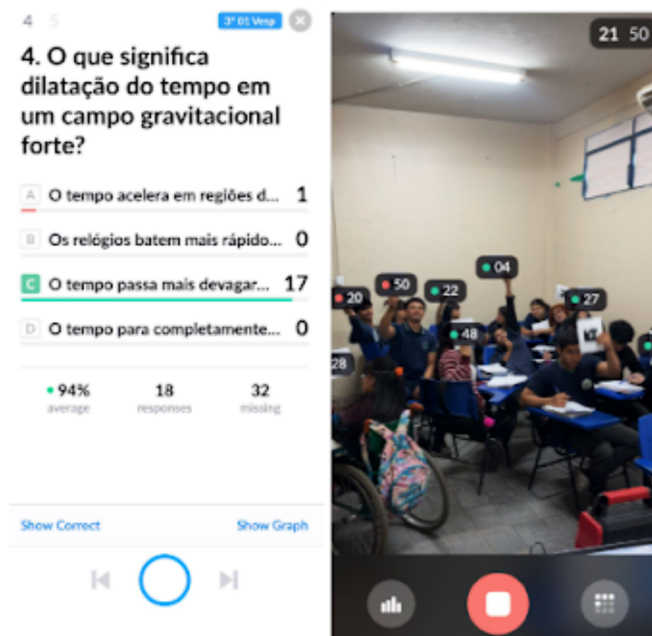 4 5
3º 01 Vesp
4. O que significa
dilatação do tempo em
um campo gravitacional
forte?
A O tempo acelera em regiões d... 1
B Os relógios batem mais rápido... 0
C O tempo passa mais devagar... 17
D O tempo para completamente... 0
94% 18 32
average responses missing
Show Correct Show Graph
21 50
04
50
22
20
27
48
28